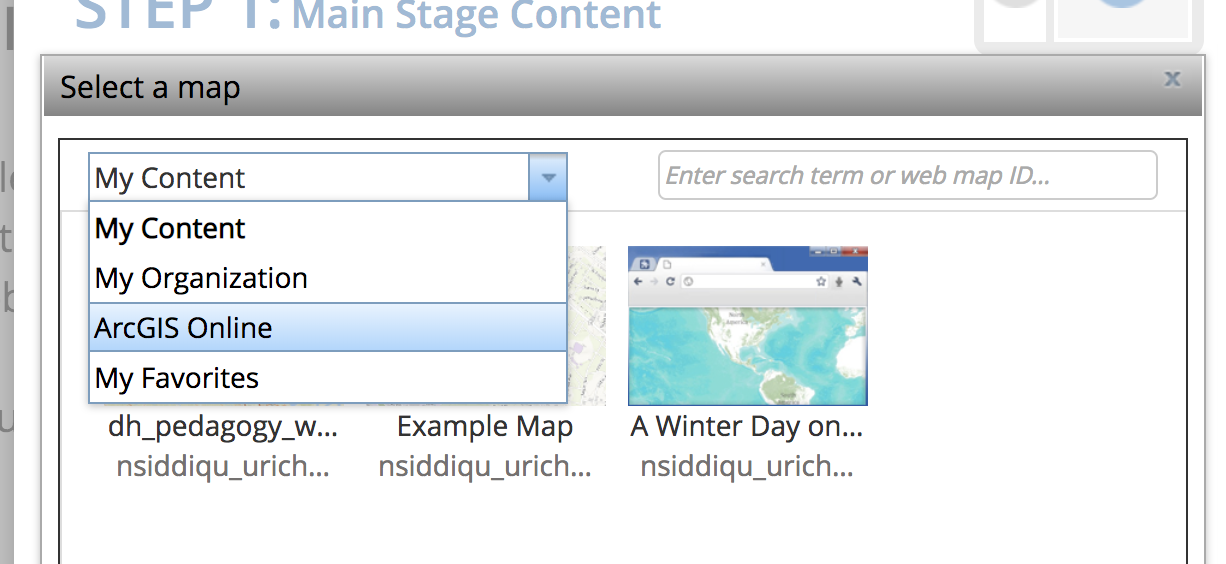 STEP 1: Main Stage Content
Select a map
x
My Content
Enter search term or web map ID...
My Content
My Organization
ArcGIS Online
My Favorites
dh_pedagogy_w...
Example Map
A Winter Day on...
nsiddiqu_urich...
nsiddiqu_urich...
nsiddiqu_urich...